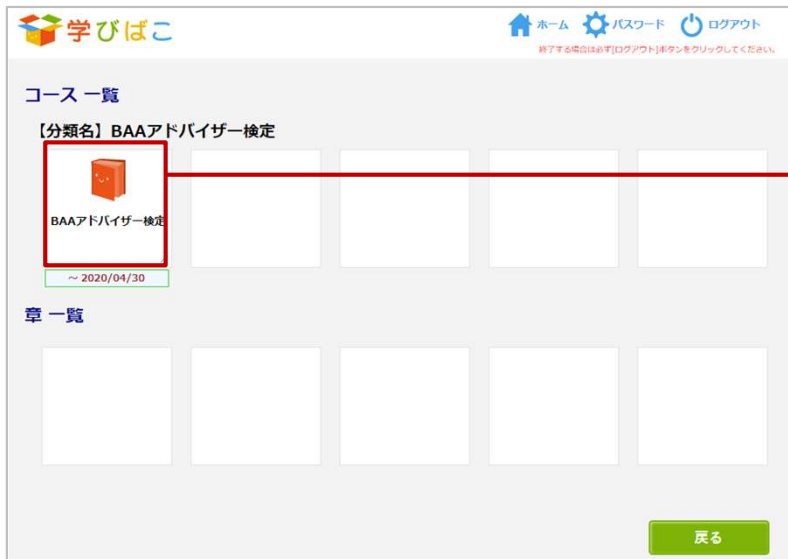 学びばこ
ホーム パスワード ログアウト
終了する場合は必ず[ログアウト]ボタンをクリックしてください。
コース 一覧
【分類名】BAAアドバイザー検定
BAAアドバイザー検定
～ 2020/04/30
章 一覧
戻る